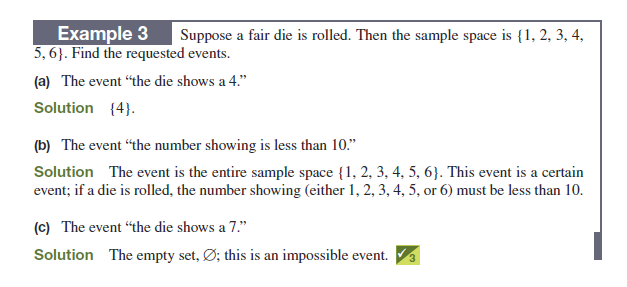 Example 3 Suppose a fair die is rolled. Then the sample space is {1, 2, 3, 4,
5, 6}. Find the requested events.
(a) The event “the die shows a 4.”
Solution {4}.
(b) The event “the number showing is less than 10.”
Solution The event is the entire sample space {1, 2, 3, 4, 5, 6}. This event is a certain
event; if a die is rolled, the number showing (either 1, 2, 3, 4, 5, or 6) must be less than 10.
(c) The event “the die shows a 7.”
Solution The empty set, ∅; this is an impossible event. ✓3